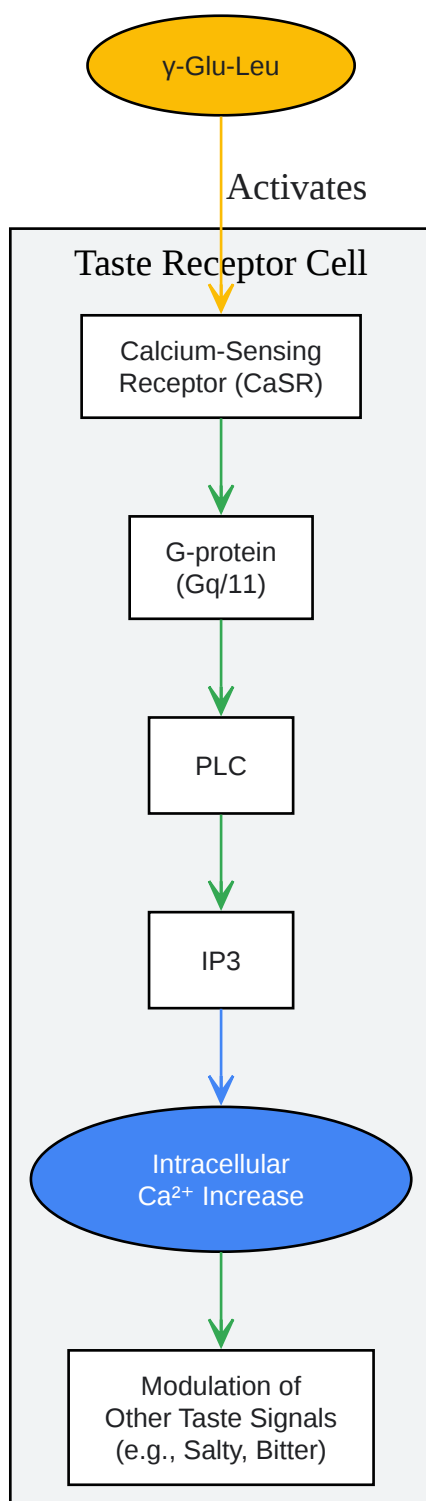 γ-Glu-Leu
Activates
Taste Receptor Cell
Calcium-Sensing
Receptor (CaSR)
G-protein
(Gq/11)
PLC
IP3
Intracellular
Ca²⁺ Increase
Modulation of
Other Taste Signals
(e.g., Salty, Bitter)